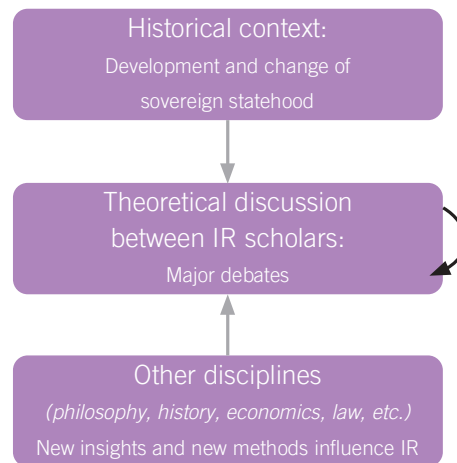 Historical context:
Development and change of
sovereign statehood
Theoretical discussion
between IR scholars:
Major debates
Other disciplines
(philosophy, history, economics, law, etc.)
New insights and new methods influence IR